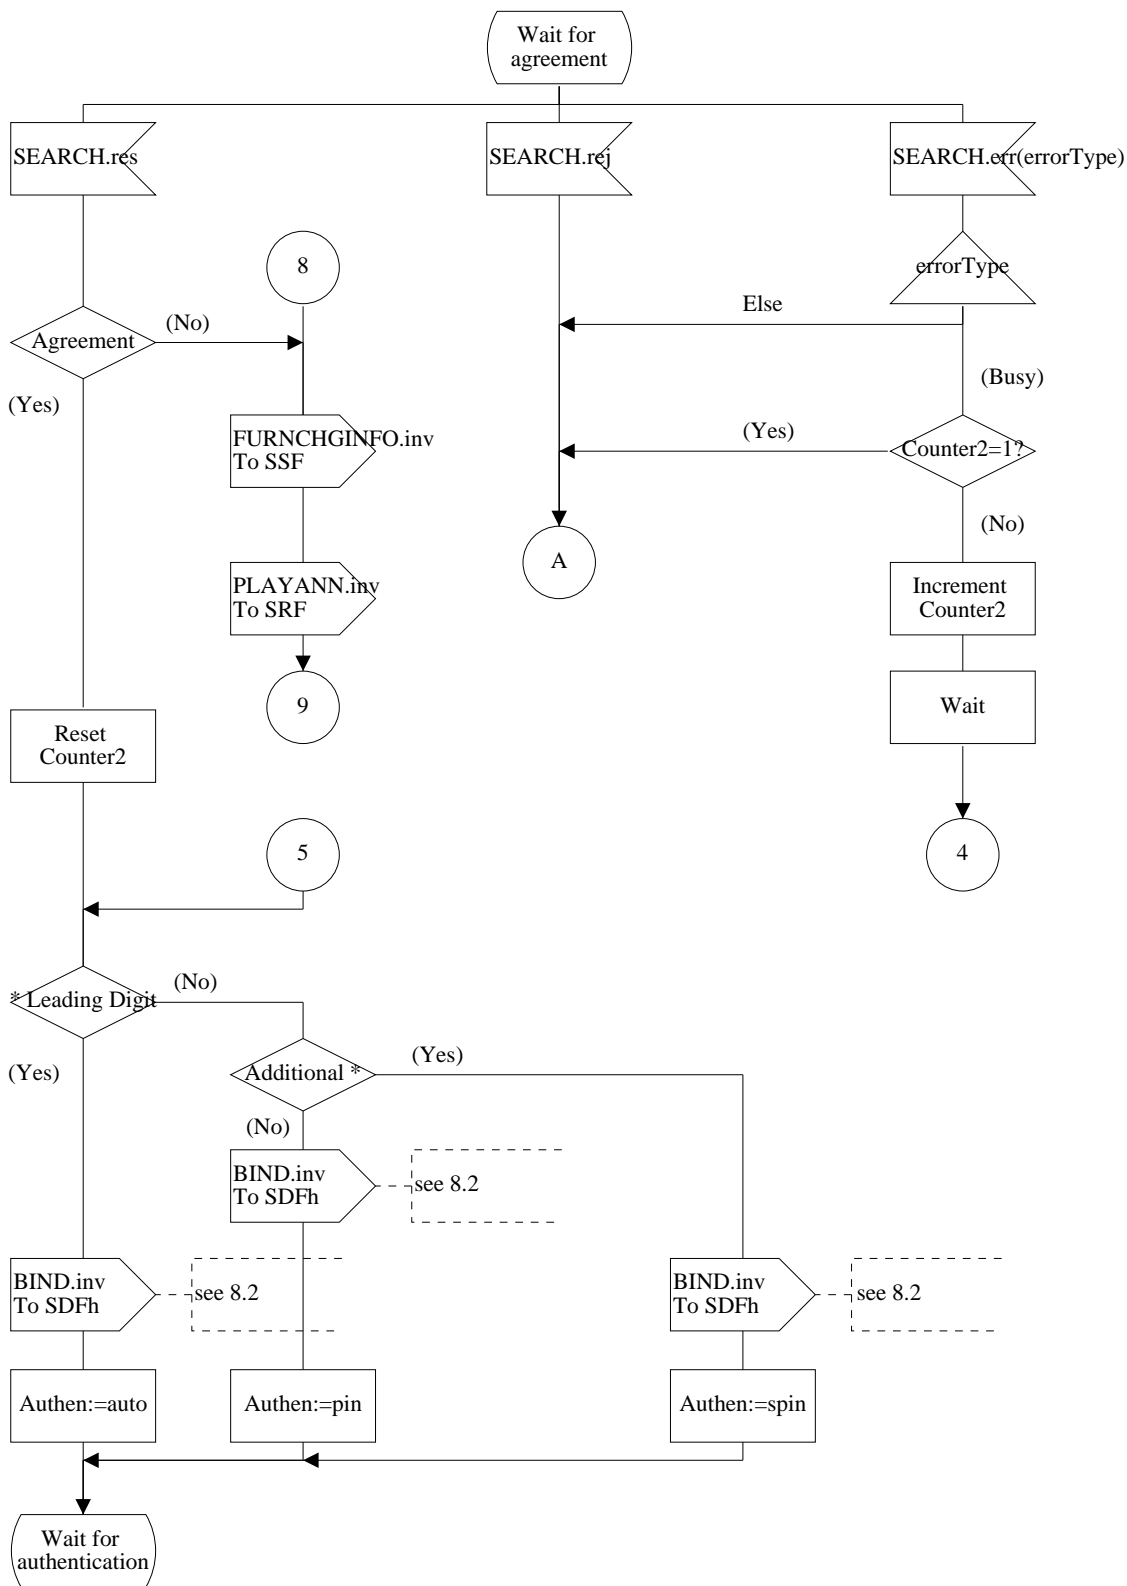 Wait for
agreement
SEARCH.res
SEARCH.rej
SEARCH.err(errorType)
8
errorType
Else
(No)
Agreement
(Busy)
(Yes)
(Yes)
FURNCHGINFO.inv
To SSF
Counter2=1?
(No)
A
PLAYANN.inv
To SRF
Increment
Counter2
9
Wait
Reset
Counter2
5
4
(No)
* Leading Digit
(Yes)
(Yes)
Additional *
(No)
BIND.inv
To SDFh
see 8.2
BIND.inv
To SDFh
see 8.2
BIND.inv
To SDFh
see 8.2
Authen:=auto
Authen:=pin
Authen:=spin
Wait for
authentication